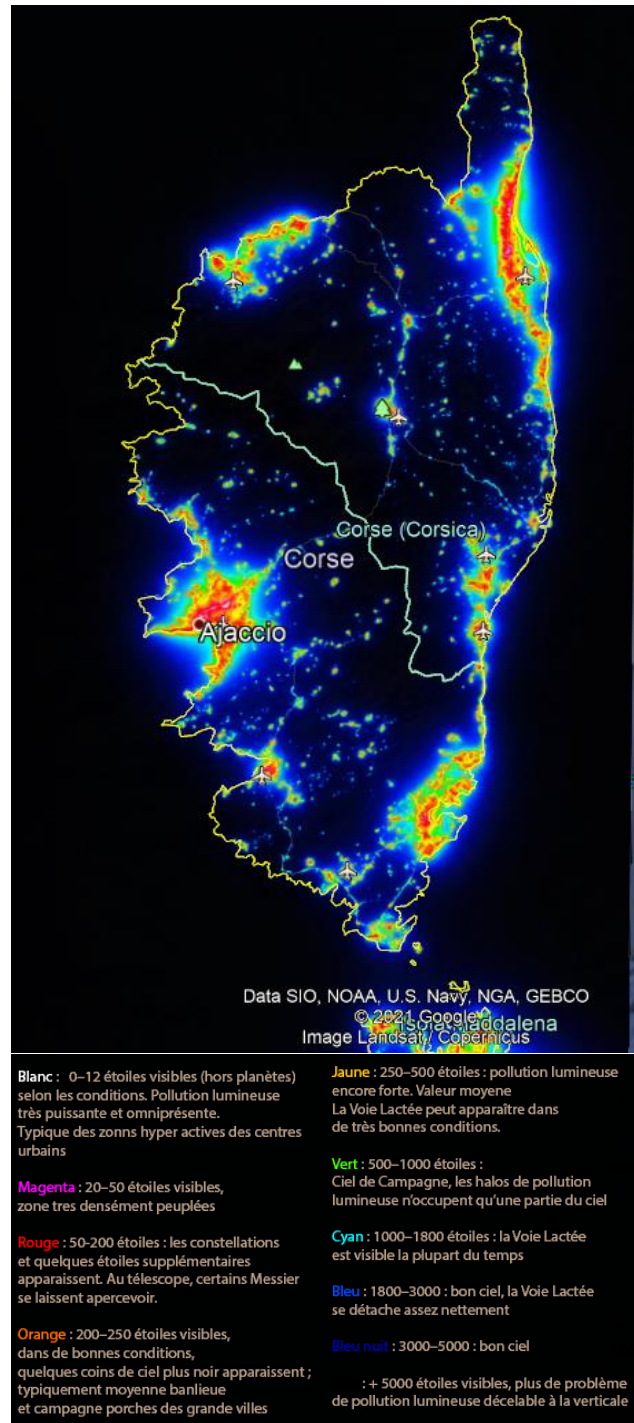 Corse (Corsica)
Corse
Ajaccio
Data SIO, NOAA, U.S. Navy, NGA, GEBCO
© 2021 Google
Isola Maddalena
Image Landsat / Copernicus
Blanc : 0–12 étoiles visibles (hors planètes)
selon les conditions. Pollution lumineuse
très puissante et omniprésente.
Typique des zonns hyper actives des centres
urbains
Magenta : 20–50 étoiles visibles,
zone tres densément peuplées
Rouge : 50-200 étoiles : les constellations
et quelques étoiles supplémentaires
apparaissent. Au télescope, certains Messier
se laissent apercevoir.
Orange : 200–250 étoiles visibles,
dans de bonnes conditions,
quelques coins de ciel plus noir apparaissent ;
typiquement moyenne banlieue
et campagne porches des grande villes
Jaune : 250–500 étoiles : pollution lumineuse
encore forte. Valeur moyenne
La Voie Lactée peut apparaître dans
de très bonnes conditions.
Vert : 500–1000 étoiles :
Ciel de Campagne, les halos de pollution
lumineuse n'occupent qu'une partie du ciel
Cyan : 1000–1800 étoiles : la Voie Lactée
est visible la plupart du temps
Bleu : 1800–3000 : bon ciel, la Voie Lactée
se détache assez nettement
Bleu nuit : 3000–5000 : bon ciel
: + 5000 étoiles visibles, plus de problème
de pollution lumineuse décelable à la verticale